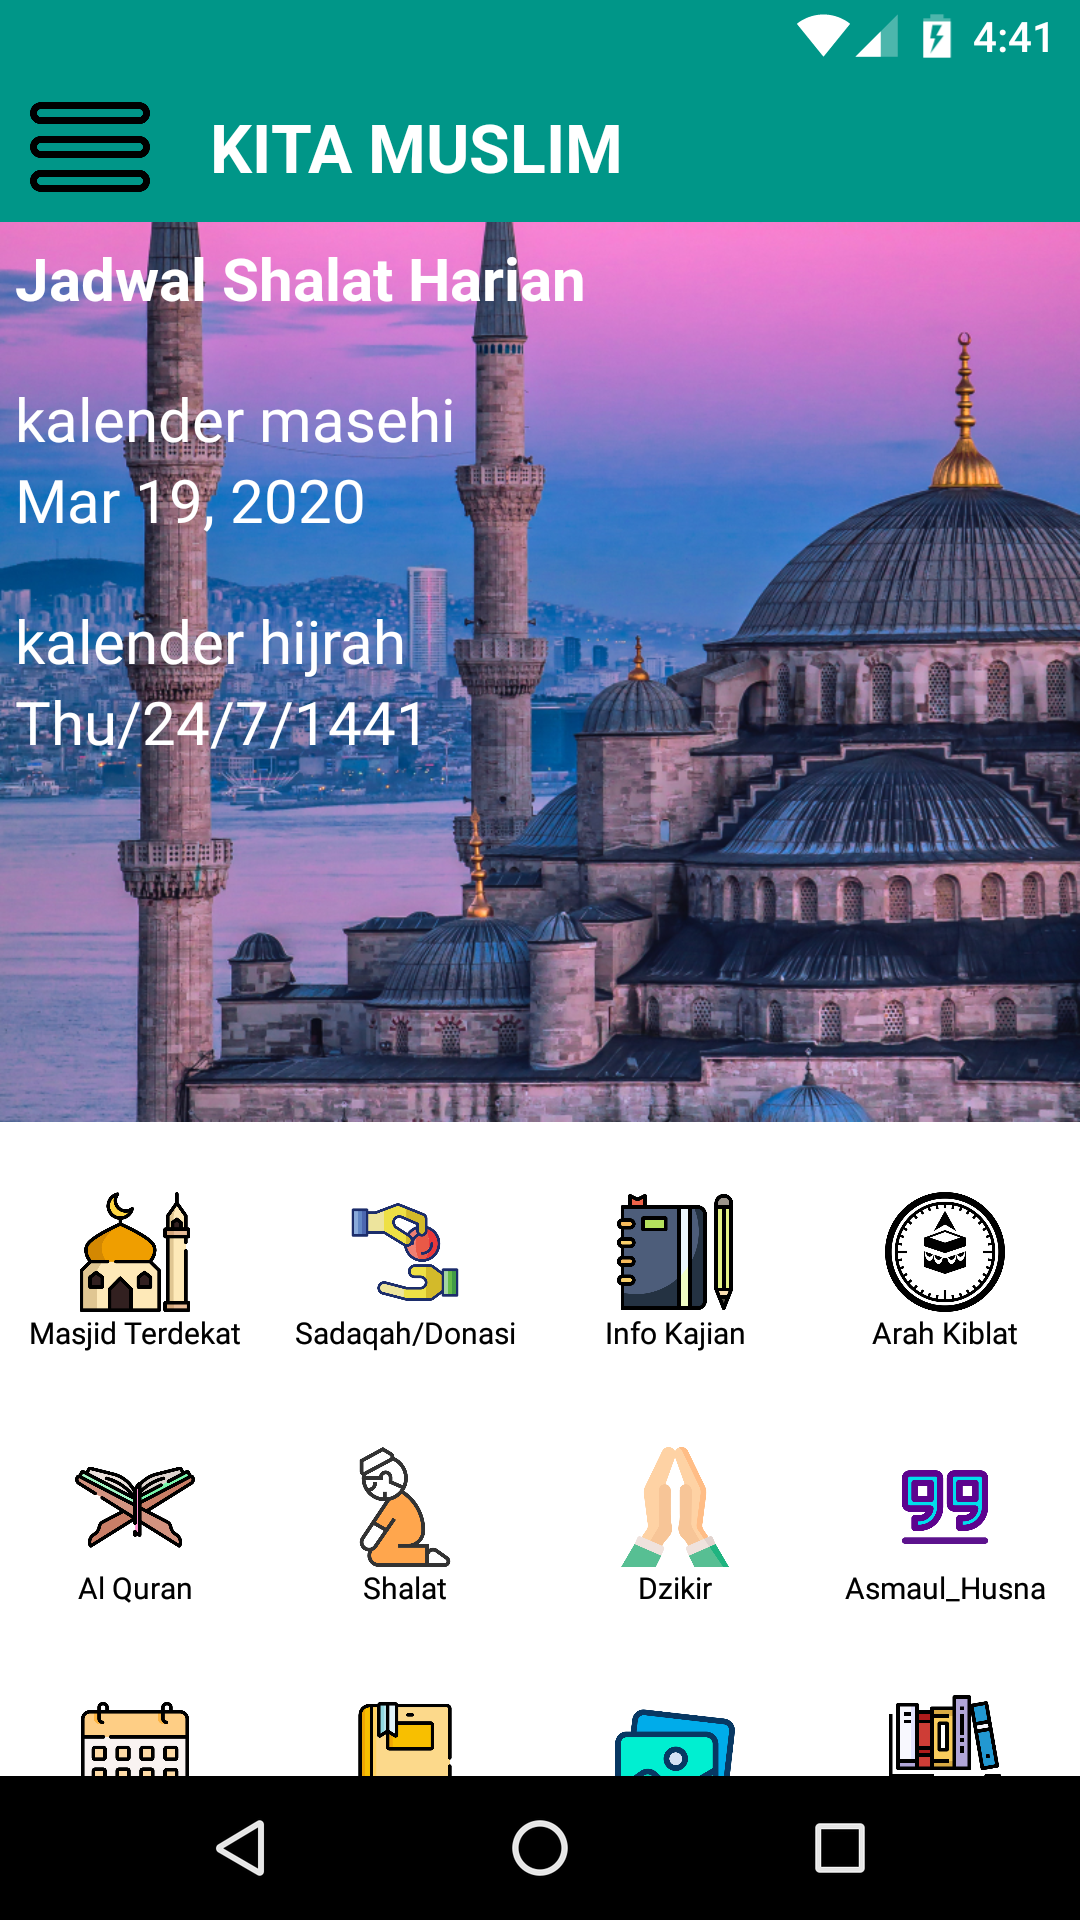 4:41
KITA MUSLIM
Jadwal Shalat Harian
kalender masehi
Mar 19, 2020
kalender hijrah
Thu/24/7/1441
Masjid Terdekat
Sadaqah/Donasi
Info Kajian
Arah Kiblat
Al Quran
Shalat
Dzikir
Asmaul_Husna